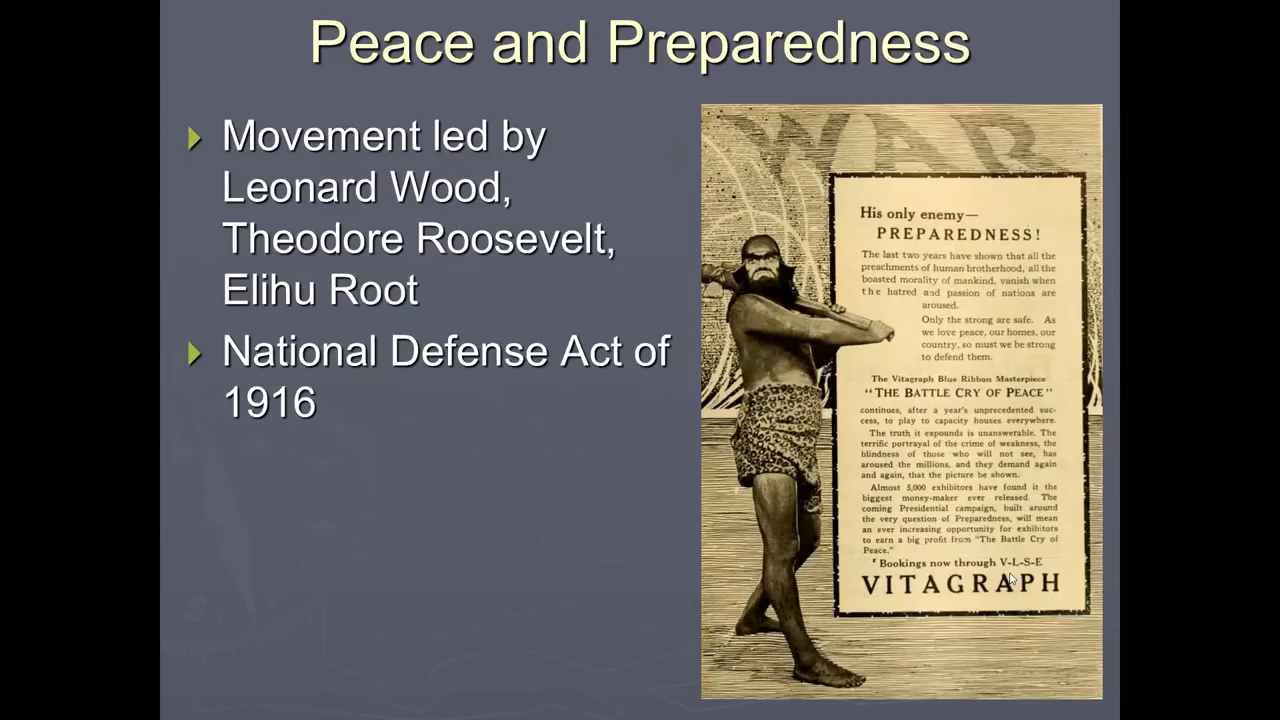 Peace and Preparedness
Movement led by
Leonard Wood,
Theodore Roosevelt,
Elihu Root
National Defense Act of
1916
WAR
His only enemy—
PREPAREDNESS!
The last two years have shown that all the
preachments of human brotherhood, all the
boasted morality of mankind, vanish when
the hatred and passion of nations are
aroused.
Only the strong are safe. As
we love peace, our homes, our
country, so must we be strong
to defend them.
The Vitagraph Blue Ribbon Masterpiece
"THE BATTLE CRY OF PEACE"
continues, after a year's unprecedented suc-
cess, to play to capacity houses everywhere.
The truth it expounds is unanswerable. The
terrific portrayal of the crime of weakness, the
blindness of those who will not see, has
aroused the millions, and they demand again
and again, that the picture be shown.
Almost 5,000 exhibitors have found it the
biggest money-maker ever released. The
coming Presidential campaign, built around
the very question of Preparedness, will mean
an ever increasing opportunity for exhibitors
to earn a big profit from "The Battle Cry of
Peace."
Bookings now through V-L-S-E
VITAGRAPH